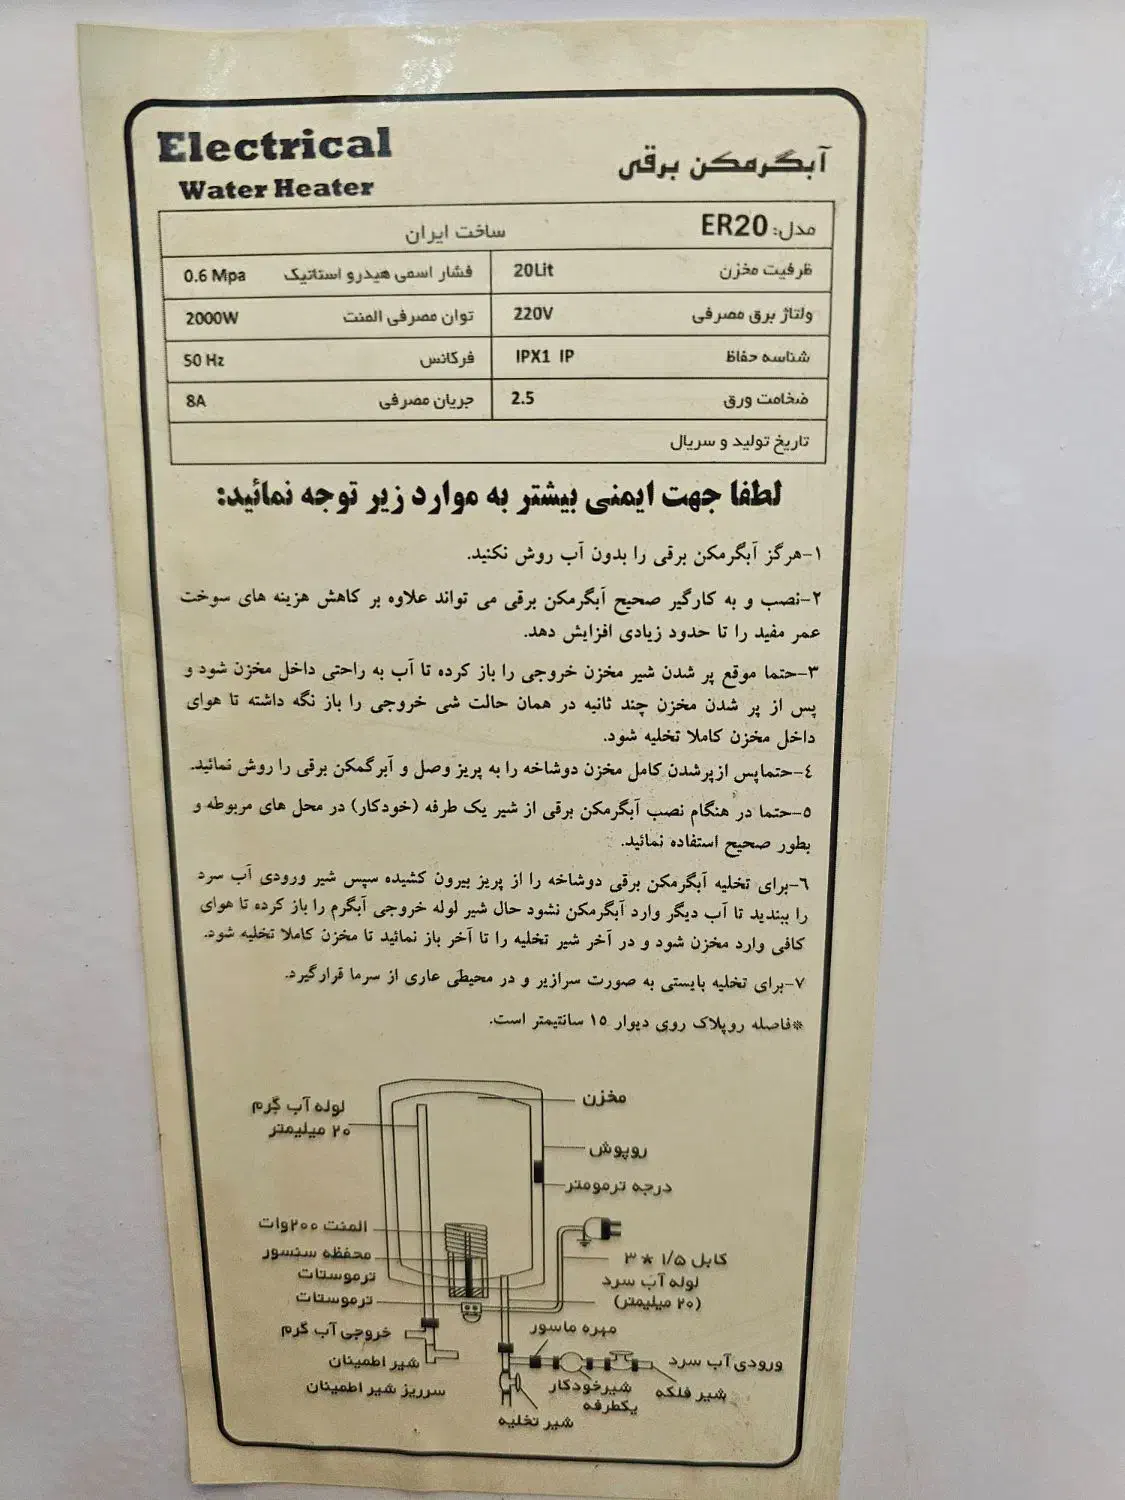 Electrical
Water Heater
آبگرمکن برقی
مدل: ER20 ساخت ایران
ظرفیت مخزن 20Lit فشار اسمی هیدرو استاتیک 0.6 Mpa
ولتاژ برق مصرفی 220V توان مصرفی المنت 2000W
شناسه حفاظ IPX1 IP فرکانس 50 Hz
ضخامت ورق 2.5 جریان مصرفی 8A
تاریخ تولید و سریال
لطفا جهت ایمنی بیشتر به موارد زیر توجه نمائید:
۱-هرگز آبگرمکن برقی را بدون آب روش نکنید.
۲-نصب و به کارگیر صحیح آبگرمکن برقی می تواند علاوه بر کاهش هزینه های سوخت
عمر مفید را تا حدود زیادی افزایش دهد.
۳-حتما موقع پر شدن شیر مخزن خروجی را باز کرده تا آب به راحتی داخل مخزن شود و
پس از پر شدن مخزن چند ثانیه در همان حالت شی خروجی را باز نگه داشته تا هوای
داخل مخزن کاملا تخلیه شود.
٤-حتماپس ازپرشدن کامل مخزن دوشاخه را به پریز وصل و آبرگمکن برقی را روش نمائید.
۵-حتما در هنگام نصب آبگرمکن برقی از شیر یک طرفه (خودکار) در محل های مربوطه و
بطور صحیح استفاده نمائید.
٦-برای تخلیه آبگرمکن برقی دوشاخه را از پریز بیرون کشیده سپس شیر ورودی آب سرد
را ببندید تا آب دیگر وارد آبگرمکن نشود حال شیر لوله خروجی آبگرم را باز کرده تا هوای
کافی وارد مخزن شود و در آخر شیر تخلیه را تا آخر باز نمائید تا مخزن کاملا تخلیه شود.
۷-برای تخلیه بایستی به صورت سرازیر و در محیطی عاری از سرما قرارگیرد.
*فاصله روپلاک روی دیوار ۱۵ سانتیمتر است.
مخزن
لوله آب گرم
۲۰ میلیمتر
روپوش
درجه ترمومتر
المنت ۲۰۰وات
محفظه سنسور
ترموستات
ترموستات
کابل ۱/۵ * ۳
لوله آب سرد
(۲۰ میلیمتر)
مهره ماسور
خروجی آب گرم
شیر اطمینان
سرریز شیر اطمینان
ورودی آب سرد
شیر فلکه
شیرخودکار
یکطرفه
شیر تخلیه